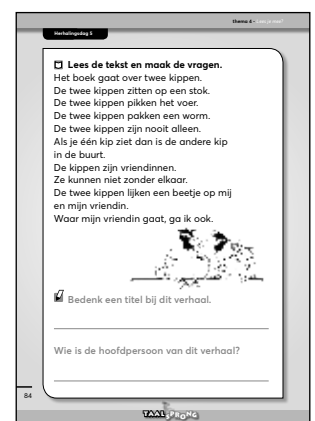 thema 4 - Lees je mee?
Herhalingsdag 5
Lees de tekst en maak de vragen.
Het boek gaat over twee kippen.
De twee kippen zitten op een stok.
De twee kippen pikken het voer.
De twee kippen pakken een worm.
De twee kippen zijn nooit alleen.
Als je één kip ziet dan is de andere kip
in de buurt.
De kippen zijn vriendinnen.
Ze kunnen niet zonder elkaar.
De twee kippen lijken een beetje op mij
en mijn vriendin.
Waar mijn vriendin gaat, ga ik ook.
Bedenk een titel bij dit verhaal.
Wie is de hoofdpersoon van dit verhaal?
84
TAALSPRONG